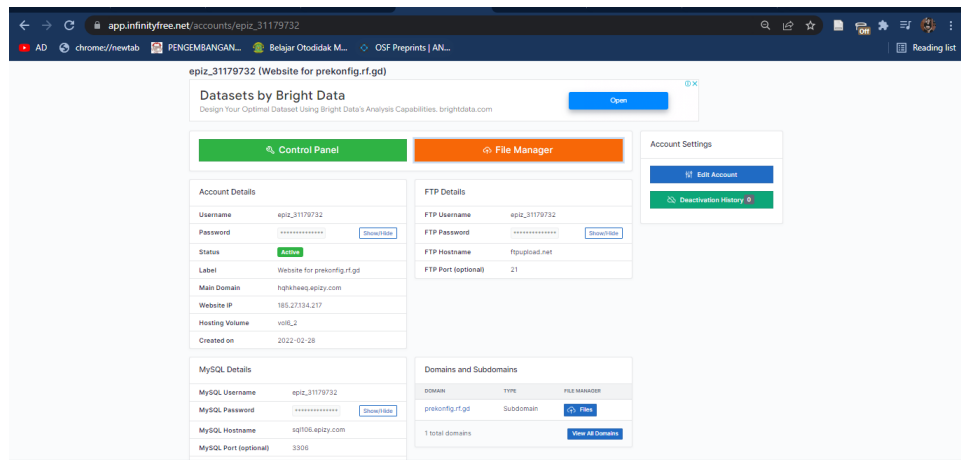 app.infinityfree.net/accounts/epiz_31179732
AD chrome://newtab PENGEMBANGAN... Belajar Otodidak M... OSF Preprints | AN... Reading list
Off
epiz_31179732 (Website for prekonfig.rf.gd)
Datasets by Bright Data
Design Your Optimal Dataset Using Bright Data's Analysis Capabilities. brightdata.com
Open
Control Panel
File Manager
Account Settings
Edit Account
Deactivation History 0
Account Details
Username epiz_31179732
Password ************** Show/Hide
Status Active
Label Website for prekonfig.rf.gd
Main Domain hqhkheeq.epizy.com
Website IP 185.27.134.217
Hosting Volume vol6_2
Created on 2022-02-28
FTP Details
FTP Username epiz_31179732
FTP Password ************** Show/Hide
FTP Hostname ftpupload.net
FTP Port (optional) 21
MySQL Details
MySQL Username epiz_31179732
MySQL Password ************** Show/Hide
MySQL Hostname sql106.epizy.com
MySQL Port (optional) 3306
Domains and Subdomains
DOMAIN TYPE FILE MANAGER
prekonfig.rf.gd Subdomain Files
1 total domains View All Domains